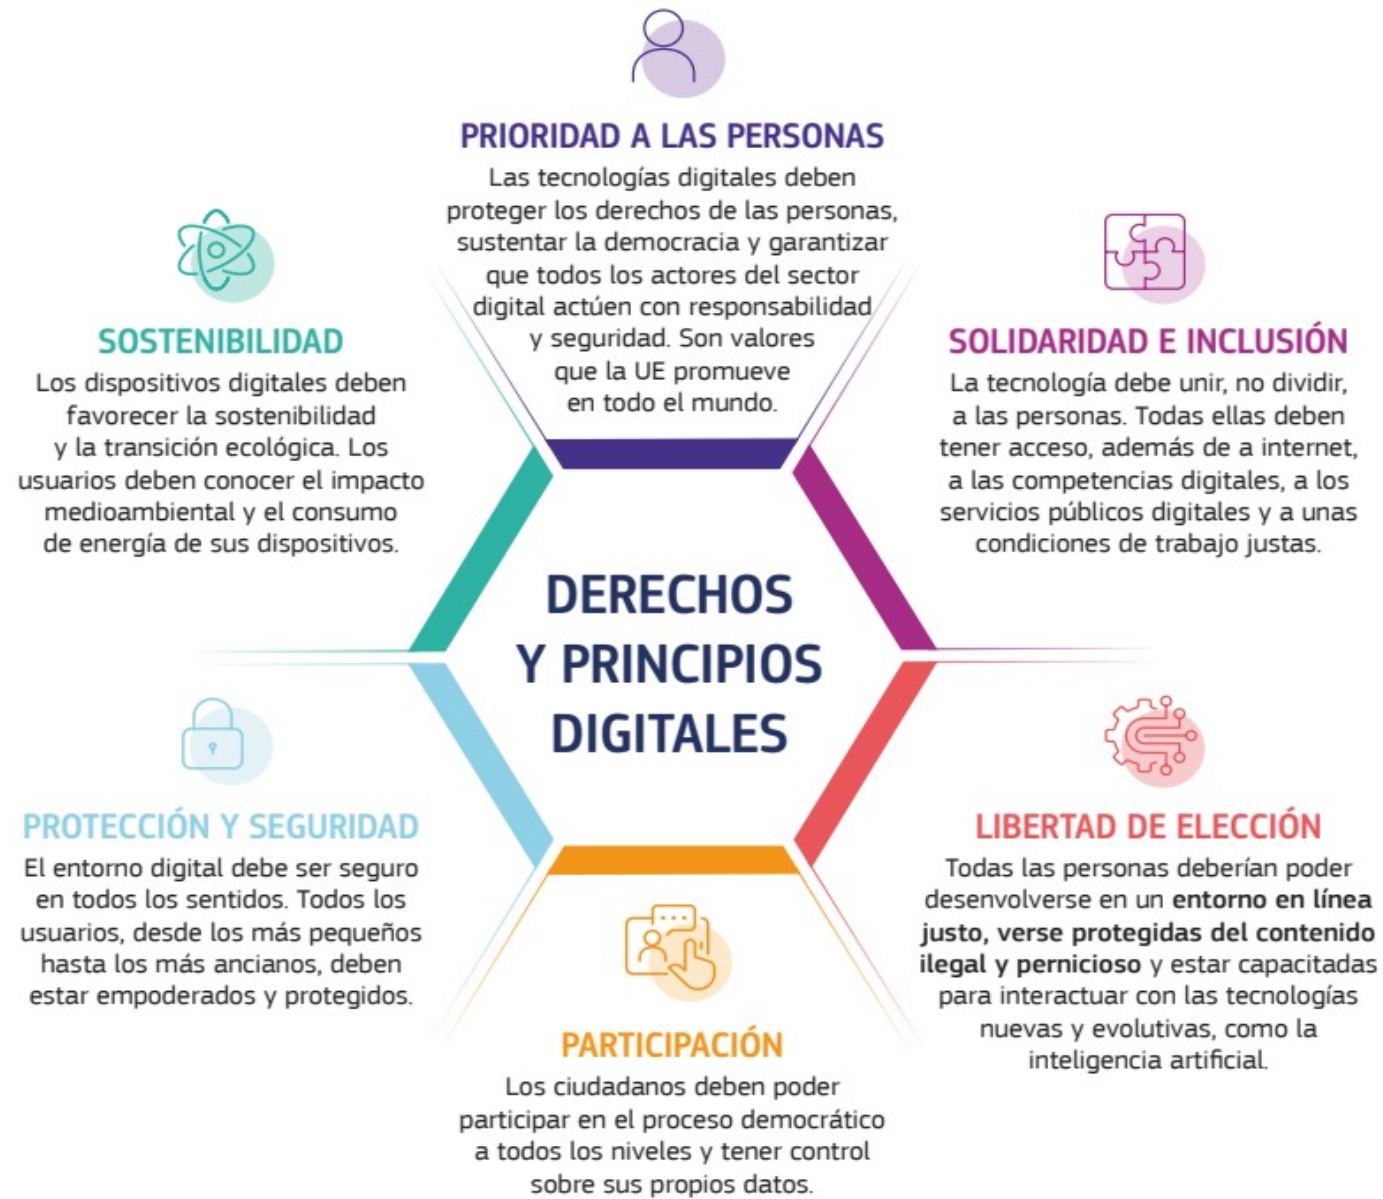 PRIORIDAD A LAS PERSONAS
Las tecnologías digitales deben
proteger los derechos de las personas,
sustentar la democracia y garantizar
que todos los actores del sector
digital actúen con responsabilidad
y seguridad. Son valores
que la UE promueve
en todo el mundo.
SOLIDARIDAD E INCLUSIÓN
La tecnología debe unir, no dividir,
a las personas. Todas ellas deben
tener acceso, además de a internet,
a las competencias digitales, a los
servicios públicos digitales y a unas
condiciones de trabajo justas.
LIBERTAD DE ELECCIÓN
Todas las personas deberían poder
desenvolverse en un entorno en línea
justo, verse protegidas del contenido
ilegal y pernicioso y estar capacitadas
para interactuar con las tecnologías
nuevas y evolutivas, como la
inteligencia artificial.
PARTICIPACIÓN
Los ciudadanos deben poder
participar en el proceso democrático
a todos los niveles y tener control
sobre sus propios datos.
PROTECCIÓN Y SEGURIDAD
El entorno digital debe ser seguro
en todos los sentidos. Todos los
usuarios, desde los más pequeños
hasta los más ancianos, deben
estar empoderados y protegidos.
SOSTENIBILIDAD
Los dispositivos digitales deben
favorecer la sostenibilidad
y la transición ecológica. Los
usuarios deben conocer el impacto
medioambiental y el consumo
de energía de sus dispositivos.
DERECHOS
Y PRINCIPIOS
DIGITALES